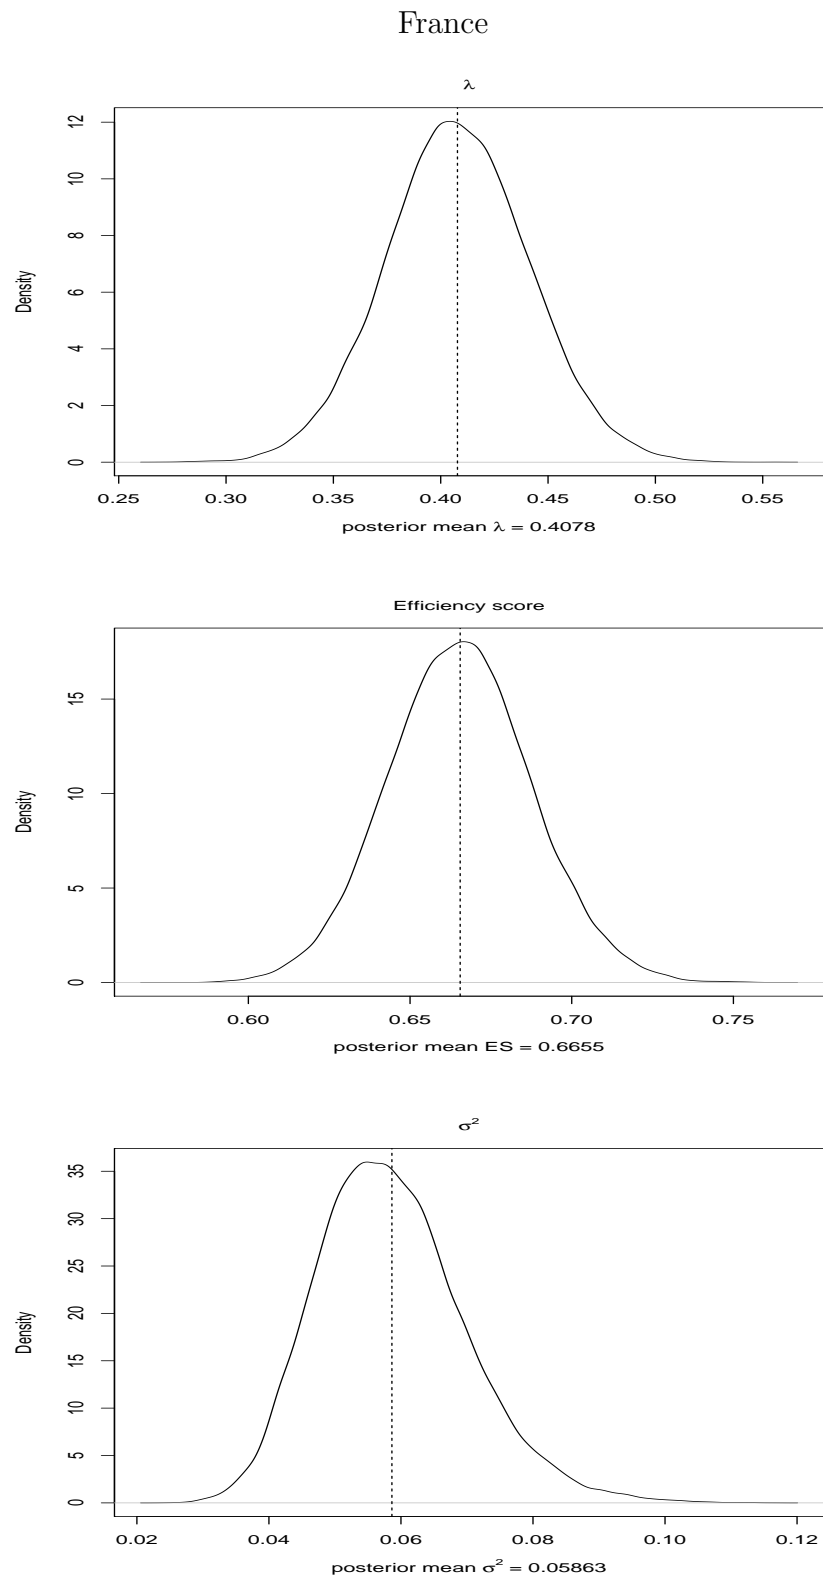 France
λ
Density
0 2 4 6 8 10 12
0.25 0.30 0.35 0.40 0.45 0.50 0.55
posterior mean λ = 0.4078
Efficiency score
Density
0 5 10 15
0.60 0.65 0.70 0.75
posterior mean ES = 0.6655
σ²
Density
0 5 10 15 20 25 30 35
0.02 0.04 0.06 0.08 0.10 0.12
posterior mean σ² = 0.05863